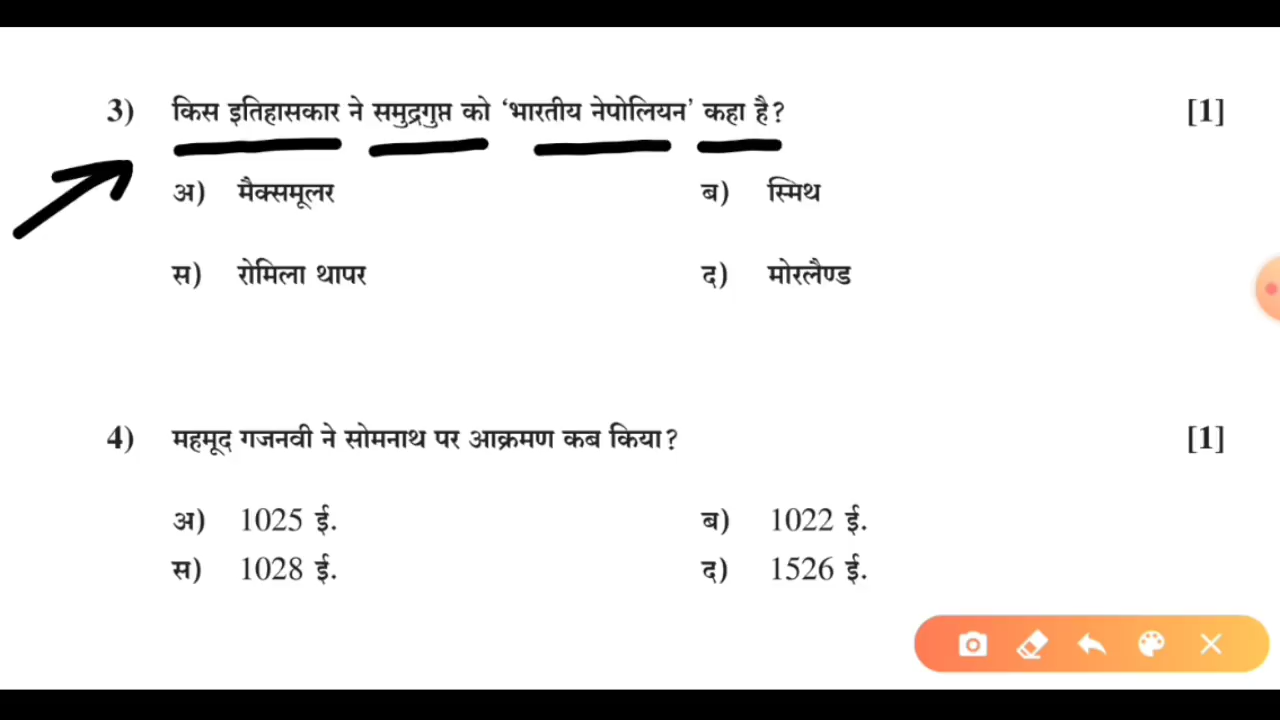 3) किस इतिहासकार ने समुद्रगुप्त को ‘भारतीय नेपोलियन’ कहा है? [1]
अ) मैक्समूलर ब) स्मिथ
स) रोमिला थापर द) मोरलैण्ड
4) महमूद गजनवी ने सोमनाथ पर आक्रमण कब किया? [1]
अ) 1025 ई. ब) 1022 ई.
स) 1028 ई. द) 1526 ई.